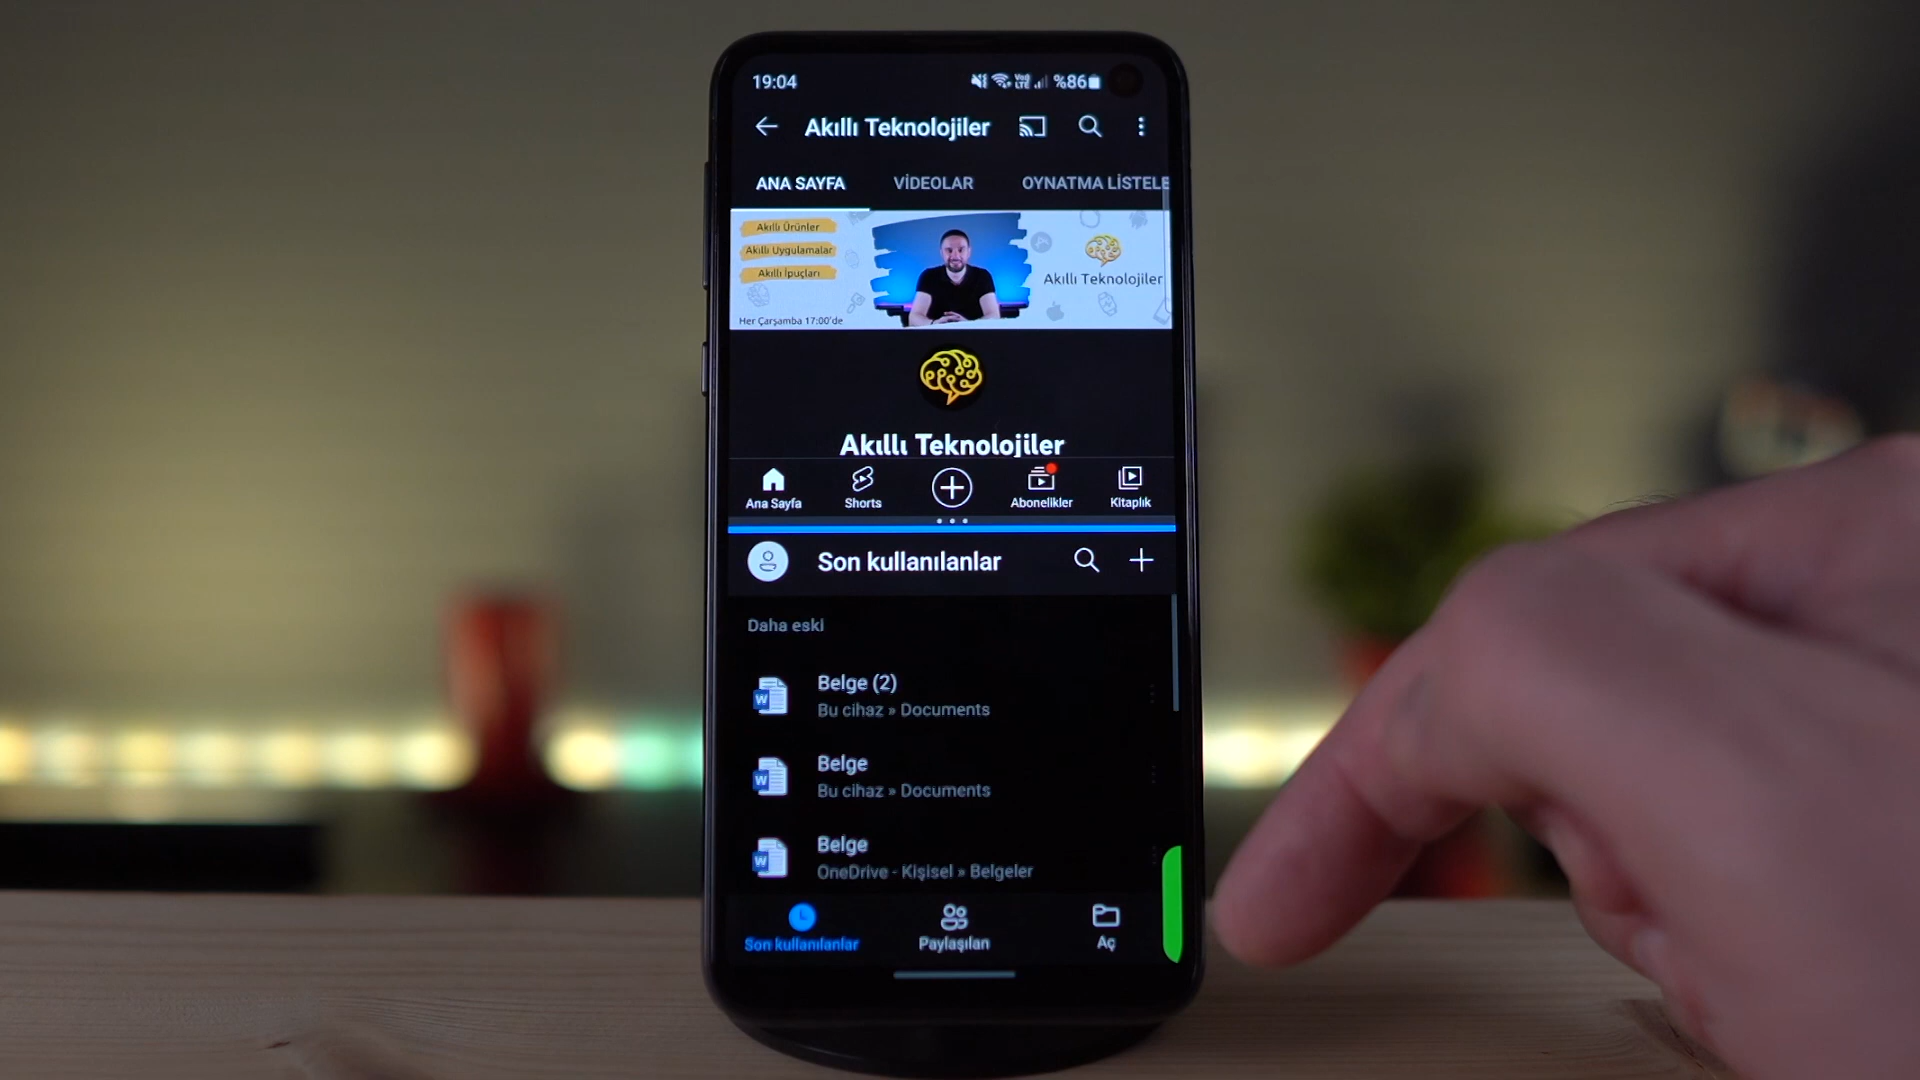 19:04
%86
Akıllı Teknolojiler
ANA SAYFA VİDEOLAR OYNATMA LİSTELE
Akıllı Ürünler
Akıllı Uygulamalar
Akıllı İpuçları
Akıllı Teknolojiler
Her Çarşamba 17:00'de
Akıllı Teknolojiler
Ana Sayfa Shorts Abonelikler Kitaplık
Son kullanılanlar
Daha eski
Belge (2)
Bu cihaz » Documents
Belge
Bu cihaz » Documents
Belge
OneDrive - Kişisel » Belgeler
Son kullanılanlar Paylaşılan Aç